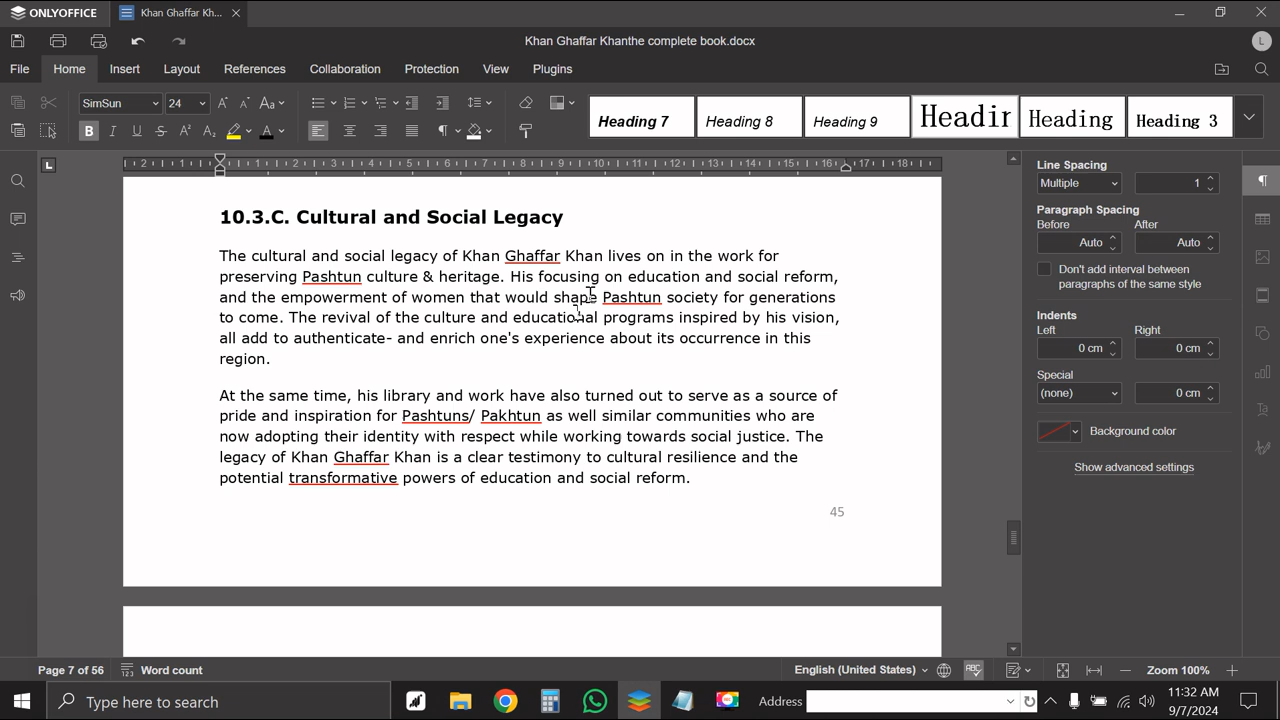 ONLYOFFICE
Khan Ghaffar Kh...
Khan Ghaffar Khanthe complete book.docx
L
File Home Insert Layout References Collaboration Protection View Plugins
SimSun 24
Heading 7 Heading 8 Heading 9 Headir Heading Heading 3
Line Spacing
Multiple 1
Paragraph Spacing
Before After
Auto Auto
Don't add interval between
paragraphs of the same style
Indents
Left Right
0 cm 0 cm
Special
(none) 0 cm
Background color
Show advanced settings
10.3.C. Cultural and Social Legacy
The cultural and social legacy of Khan Ghaffar Khan lives on in the work for
preserving Pashtun culture & heritage. His focusing on education and social reform,
and the empowerment of women that would shape Pashtun society for generations
to come. The revival of the culture and educational programs inspired by his vision,
all add to authenticate- and enrich one's experience about its occurrence in this
region.
At the same time, his library and work have also turned out to serve as a source of
pride and inspiration for Pashtuns/ Pakhtun as well similar communities who are
now adopting their identity with respect while working towards social justice. The
legacy of Khan Ghaffar Khan is a clear testimony to cultural resilience and the
potential transformative powers of education and social reform.
45
Page 7 of 56 Word count English (United States) Zoom 100%
Type here to search Address 11:32 AM
9/7/2024